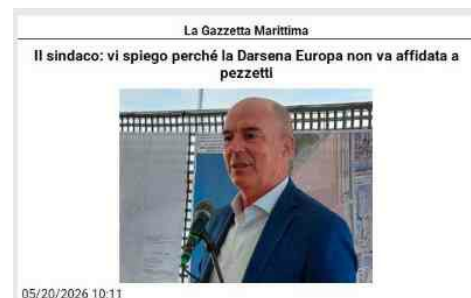 La Gazzetta Marittima
Il sindaco: vi spiego perché la Darsena Europa non va affidata a
pezzetti
05/20/2026 10:11